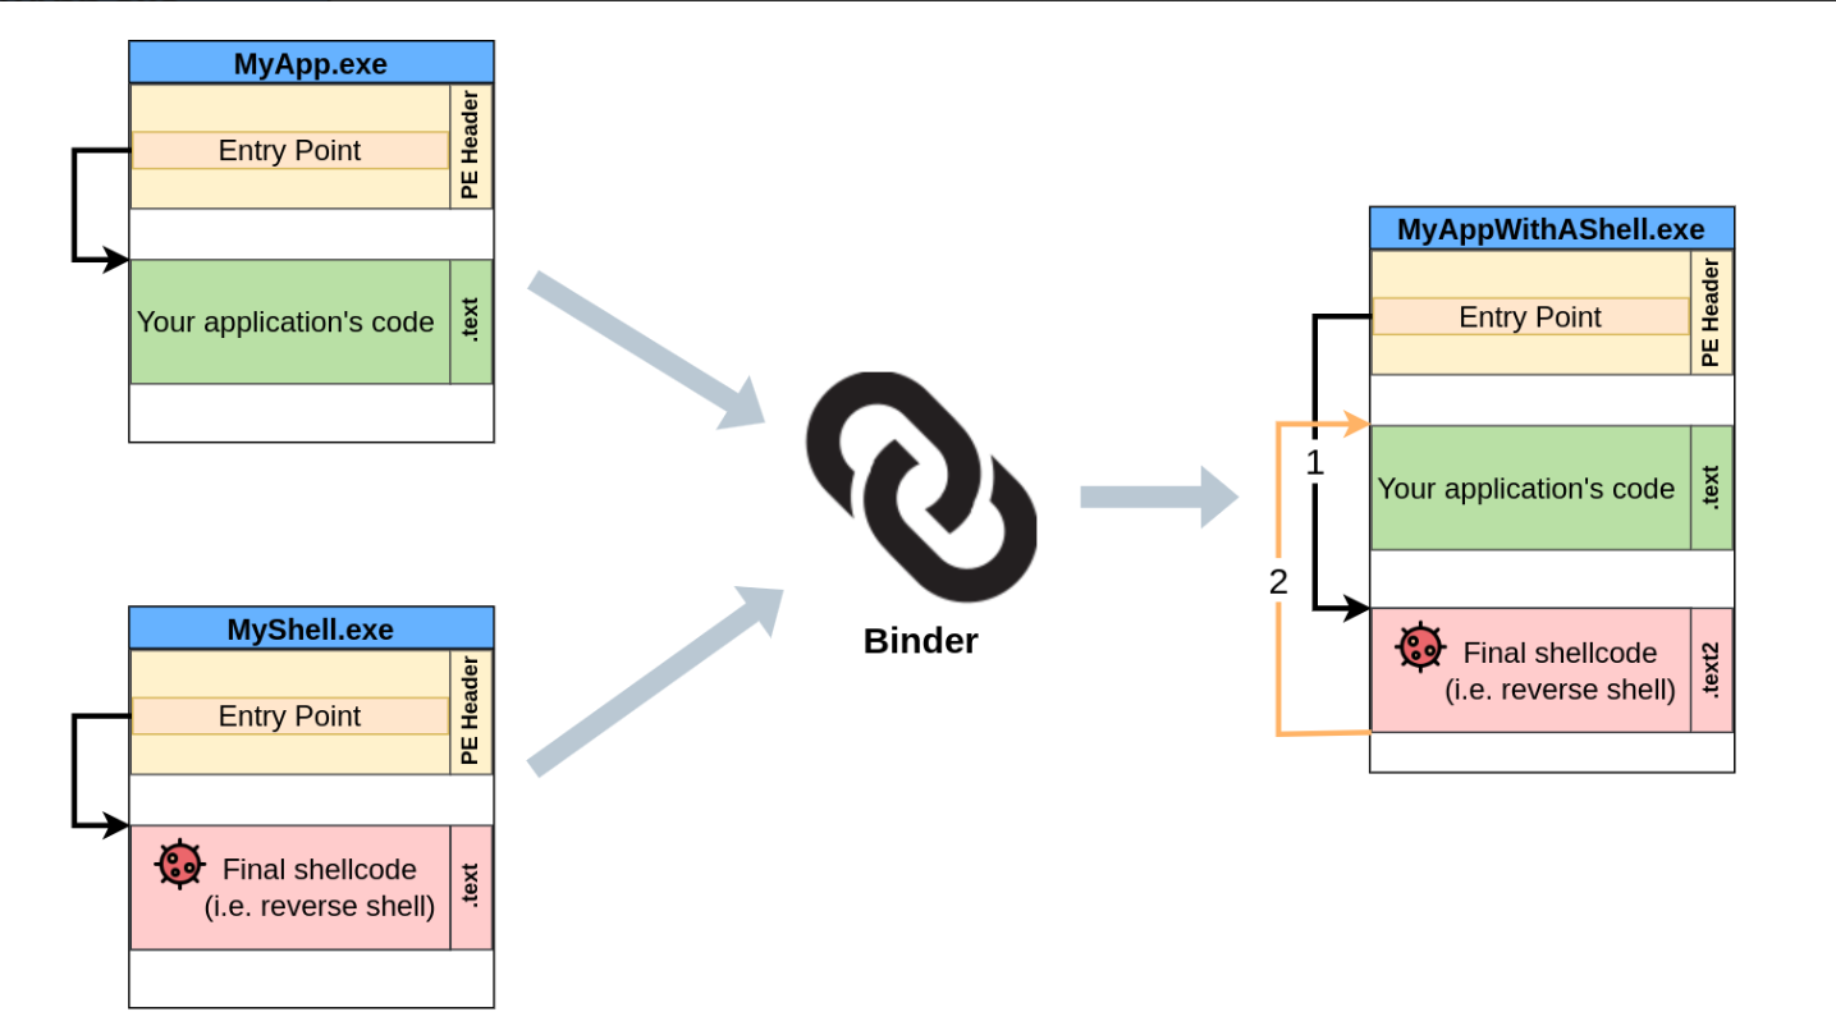 MyApp.exe
Entry Point
PE Header
Your application's code
.text
MyShell.exe
Entry Point
PE Header
Final shellcode
(i.e. reverse shell)
.text
Binder
MyAppWithAShell.exe
Entry Point
PE Header
1
Your application's code
.text
2
Final shellcode
(i.e. reverse shell)
.text2